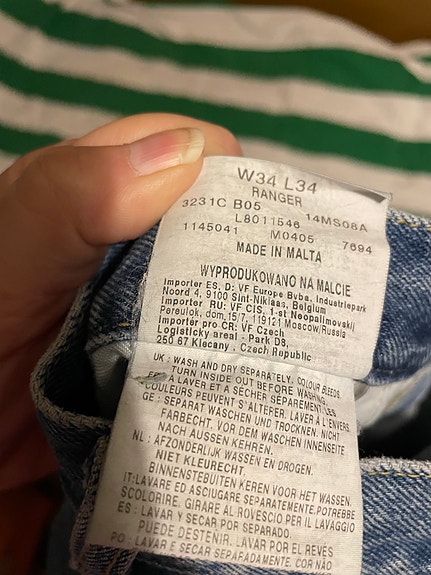 W34 L34
RANGER
3231C B05 14MS08A
L8011546
1145041 M0405 7694
MADE IN MALTA
WYPRODUKOWANO NA MALCIE
Importer ES, D: VF Europe Bvba, Industriepark
Noord 4, 9100 Sint-Niklaas, Belgium
Importer, RU: VF CIS, 1-st Neopalimovskij
Pereulok, dom,15/7, 119121 Moscow, Russia
Importér pro CR: VF Czech
Logisticky areal - Park D8,
250 67 Klecany . Czech Republic
UK : WASH AND DRY SEPARATELY. COLOUR BLEEDS.
TURN INSIDE OUT BEFORE WASHING.
A LAVER ET A SÉCHER SÉPARÉMENT. LES
COULEURS PEUVENT S'ALTERER. LAVER À L'ENVERS.
GE : SEPARAT WASCHEN UND TROCKNEN. NICHT
FARBECHT. VOR DEM WASCHEN INNENSEITE
NACH AUSSEN KEHREN.
NL : AFZONDERLIJK WASSEN EN DROGEN.
NIET KLEURECHT.
BINNENSTEBUITEN KEREN VOOR HET WASSEN.
IT:LAVARE ED ASCIUGARE SEPARATAMENTE.POTREBBE
SCOLORIRE. GIRARE AL ROVESCIO PER IL LAVAGGIO
ES : LAVAR Y SECAR POR SEPARADO.
PUEDE DESTENIR. LAVAR POR EL REVÉS
PO : LAVAR E SECAR SEPARADAMENTE. COR NÃO